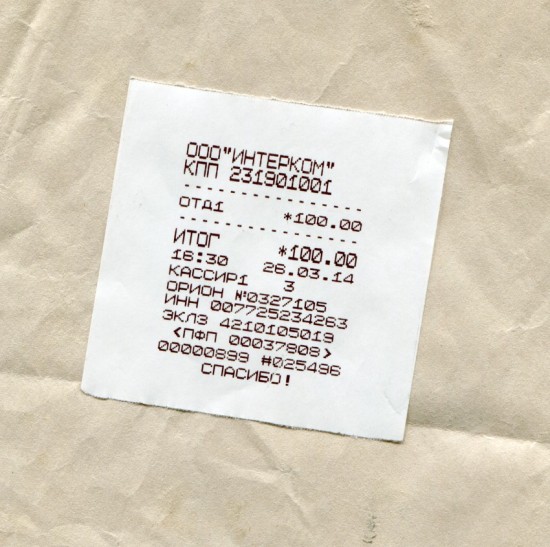 ООО"ИНТЕРКОМ"
КПП 231901001
------------------
ОТД1 *100.00
------------------
ИТОГ *100.00
16:30 26.03.14
КАССИР1 3
ОРИОН №0327105
ИНН 007725234263
ЭКЛЗ 4210105019
<ПФП 00037808>
00000899 #025496
СПАСИБО!